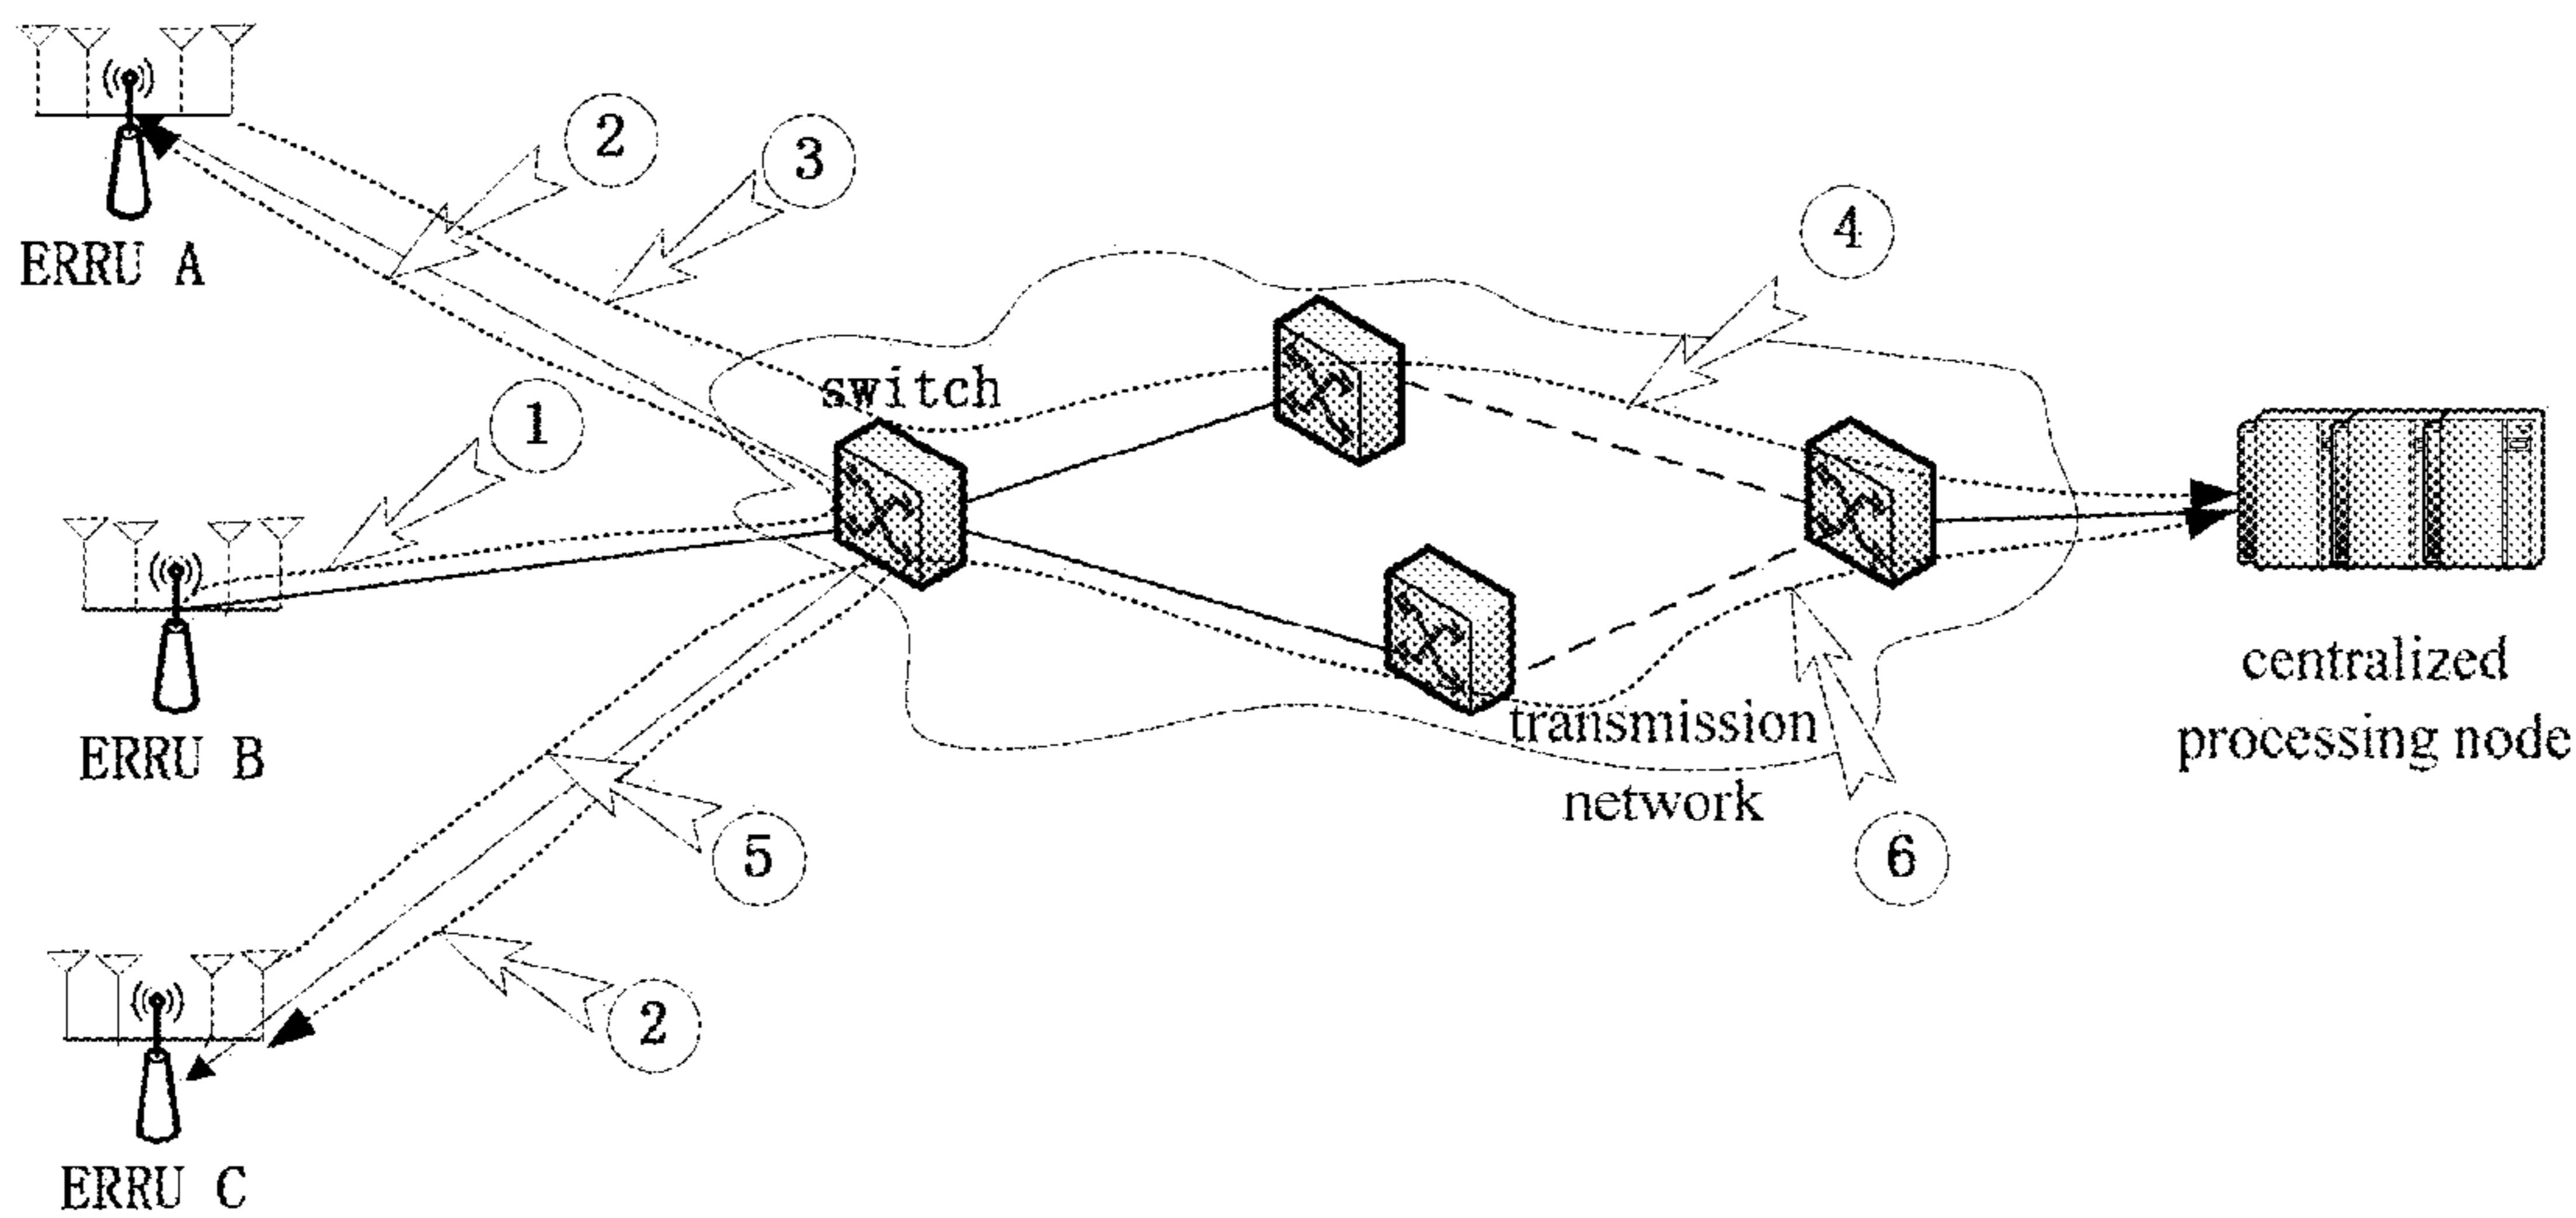 2
3
ERRU A
4
switch
1
ERRU B
centralized
processing node
transmission
network
5
6
2
ERRU C